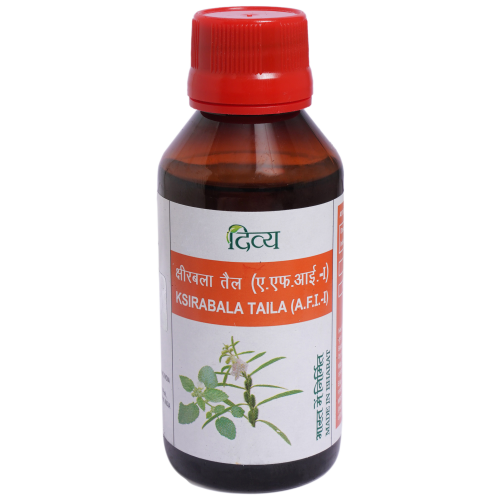 दिव्य
क्षीरबला तैल (ए.एफ.आई.-I)
KSIRABALA TAILA (A.F.I.-I)
भारत में निर्मित
MADE IN BHARAT